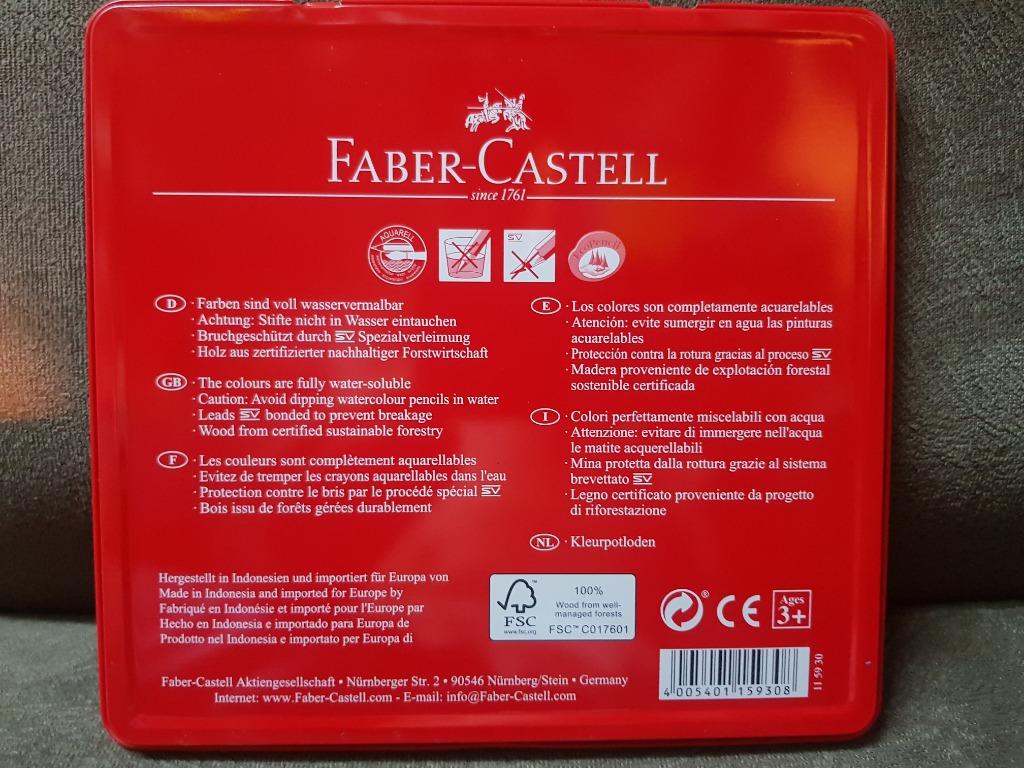 FABER-CASTELL
since 1761
AQUARELL
SV
EcoPencil
D · Farben sind voll wasservermalbar
· Achtung: Stifte nicht in Wasser eintauchen
· Bruchgeschützt durch SV Spezialverleimung
· Holz aus zertifizierter nachhaltiger Forstwirtschaft
GB · The colours are fully water-soluble
· Caution: Avoid dipping watercolour pencils in water
· Leads SV bonded to prevent breakage
· Wood from certified sustainable forestry
F · Les couleurs sont complètement aquarellables
· Evitez de tremper les crayons aquarellables dans l'eau
· Protection contre le bris par le procédé spécial SV
· Bois issu de forêts gérées durablement
E · Los colores son completamente acuarelables
· Atención: evite sumergir en agua las pinturas
acuarelables
· Protección contra la rotura gracias al proceso SV
· Madera proveniente de explotación forestal
sostenible certificada
I · Colori perfettamente miscelabili con acqua
· Attenzione: evitare di immergere nell'acqua
le matite acquerellabili
· Mina protetta dalla rottura grazie al sistema
brevettato SV
· Legno certificato proveniente da progetto
di riforestazione
NL · Kleurpotloden
Hergestellt in Indonesien und importiert für Europa von
Made in Indonesia and imported for Europe by
Fabriqué en Indonésie et importé pour l'Europe par
Hecho en Indonesia e importado para Europa de
Prodotto nel Indonesia e importato per Europa di
FSC
www.fsc.org
100%
Wood from well-
managed forests
FSC™ C017601
CE
Ages
3+
Faber-Castell Aktiengesellschaft • Nürnberger Str. 2 • 90546 Nürnberg/Stein • Germany
Internet: www.Faber-Castell.com - E-mail: info@Faber-Castell.com
4 005401 159308
11 59 30